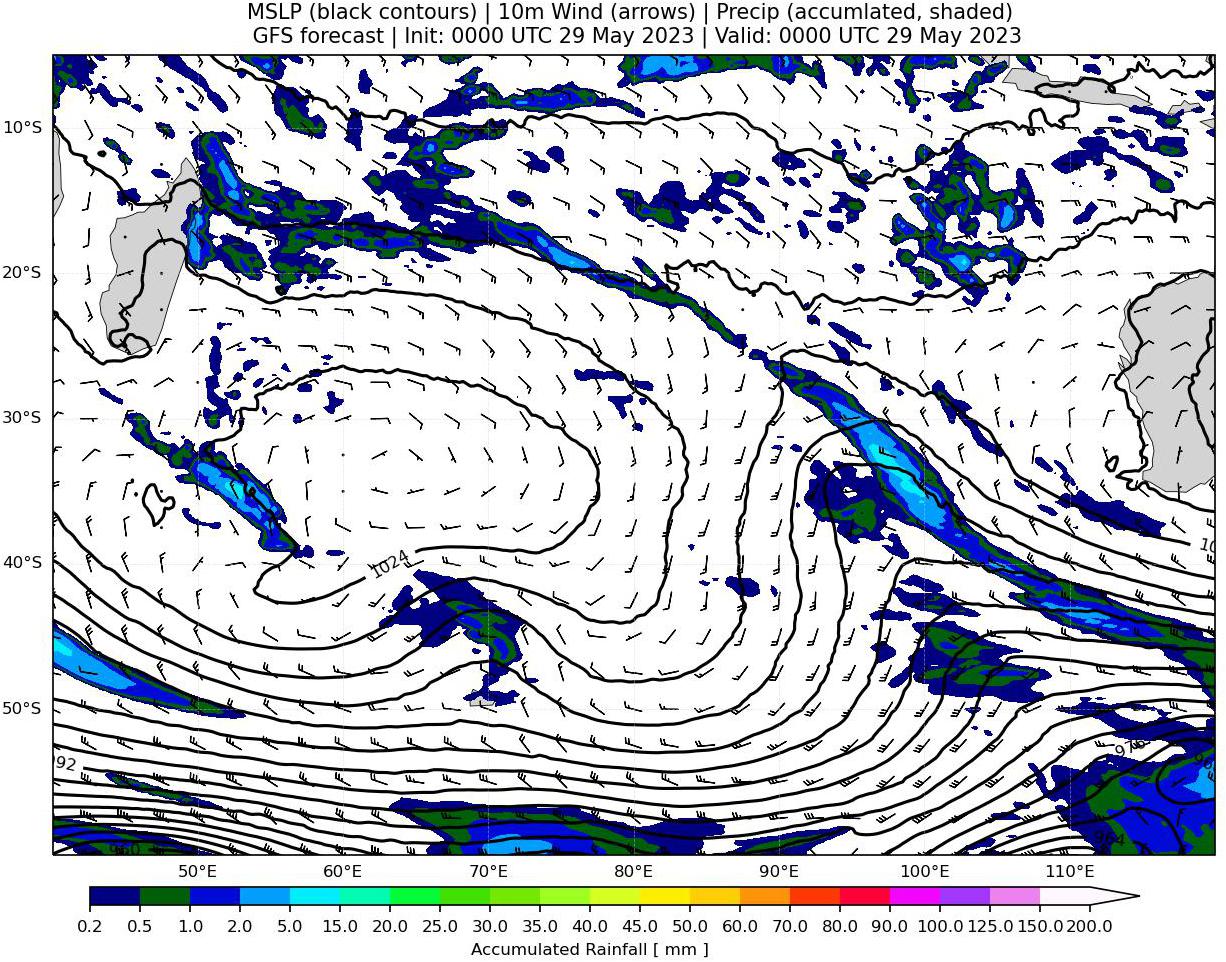 MSLP (black contours) | 10m Wind (arrows) | Precip (accumlated, shaded)
GFS forecast | Init: 0000 UTC 29 May 2023 | Valid: 0000 UTC 29 May 2023
10°S
20°S
30°S
40°S
50°S
1024
10
92
976
96
964
960
50°E 60°E 70°E 80°E 90°E 100°E 110°E
0.2 0.5 1.0 2.0 5.0 15.0 20.0 25.0 30.0 35.0 40.0 45.0 50.0 60.0 70.0 80.0 90.0 100.0 125.0 150.0 200.0
Accumulated Rainfall [ mm ]